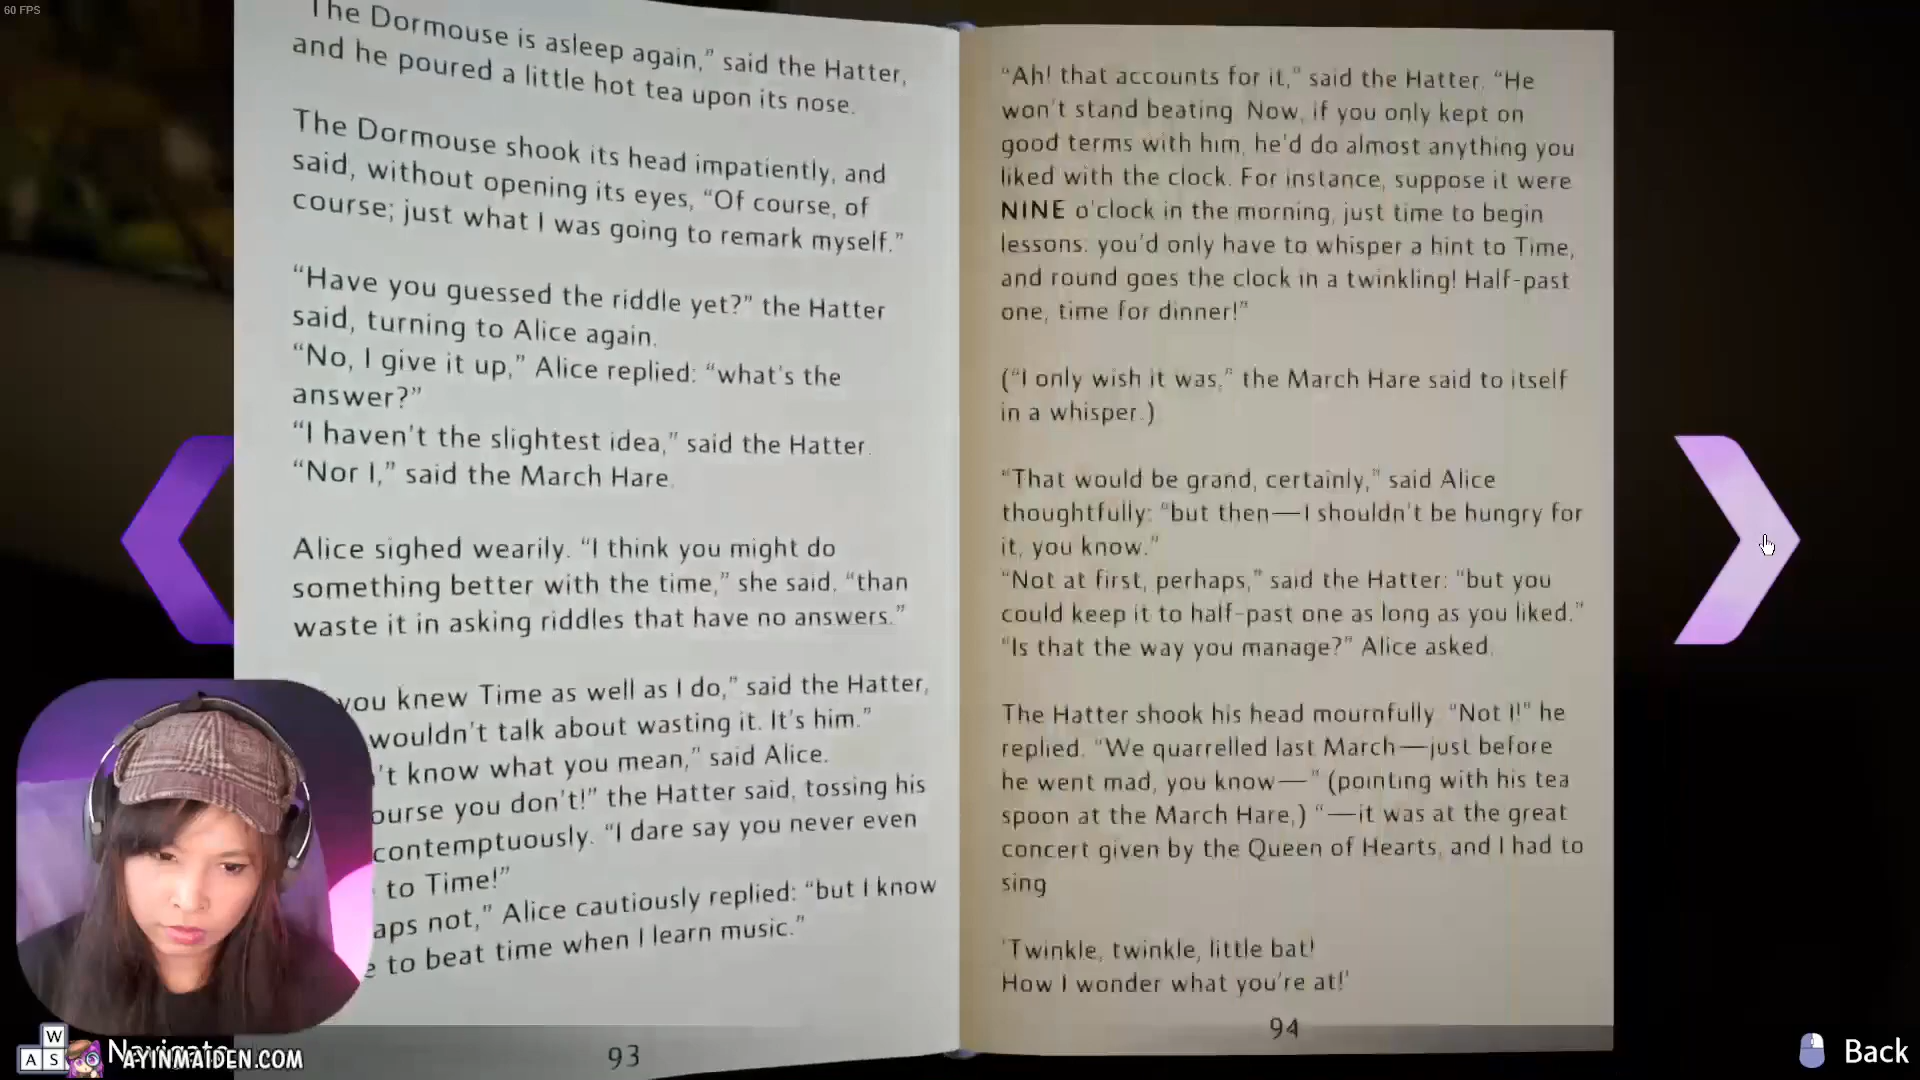 60 FPS
The Dormouse is asleep again,” said the Hatter,
and he poured a little hot tea upon its nose.
The Dormouse shook its head impatiently, and
said, without opening its eyes, “Of course, of
course; just what I was going to remark myself.”
“Have you guessed the riddle yet?” the Hatter
said, turning to Alice again.
“No, I give it up,” Alice replied: “what's the
answer?”
“I haven't the slightest idea,” said the Hatter.
“Nor I,” said the March Hare.
Alice sighed wearily. “I think you might do
something better with the time,” she said, “than
waste it in asking riddles that have no answers.”
you knew Time as well as I do,” said the Hatter,
wouldn't talk about wasting it. It's him.”
't know what you mean,” said Alice.
ourse you don't!” the Hatter said, tossing his
contemptuously. “I dare say you never even
to Time!”
aps not,” Alice cautiously replied: “but I know
e to beat time when I learn music.”
93
“Ah! that accounts for it,” said the Hatter. “He
won't stand beating. Now, if you only kept on
good terms with him, he'd do almost anything you
liked with the clock. For instance, suppose it were
NINE o'clock in the morning, just time to begin
lessons: you'd only have to whisper a hint to Time,
and round goes the clock in a twinkling! Half-past
one, time for dinner!”
(“I only wish it was,” the March Hare said to itself
in a whisper.)
“That would be grand, certainly,” said Alice
thoughtfully: “but then—I shouldn't be hungry for
it, you know.”
“Not at first, perhaps,” said the Hatter: “but you
could keep it to half-past one as long as you liked.”
“Is that the way you manage?” Alice asked.
The Hatter shook his head mournfully. “Not I!” he
replied. “We quarrelled last March—just before
he went mad, you know—” (pointing with his tea
spoon at the March Hare,) “—it was at the great
concert given by the Queen of Hearts, and I had to
sing
'Twinkle, twinkle, little bat!
How I wonder what you're at!'
94
W
A S
Navigate
AYINMAIDEN.COM
Back